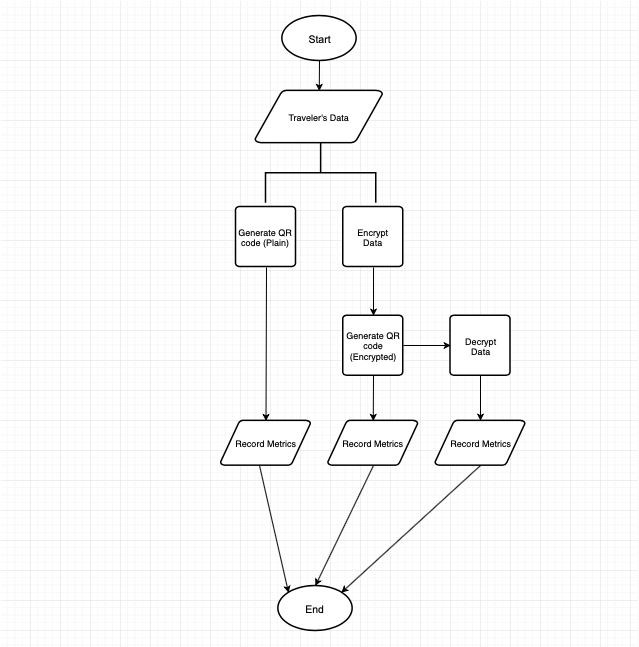 Start
Traveler's Data
Generate QR
code (Plain)
Encrypt
Data
Generate QR
code
(Encrypted)
Decrypt
Data
Record Metrics
Record Metrics
Record Metrics
End